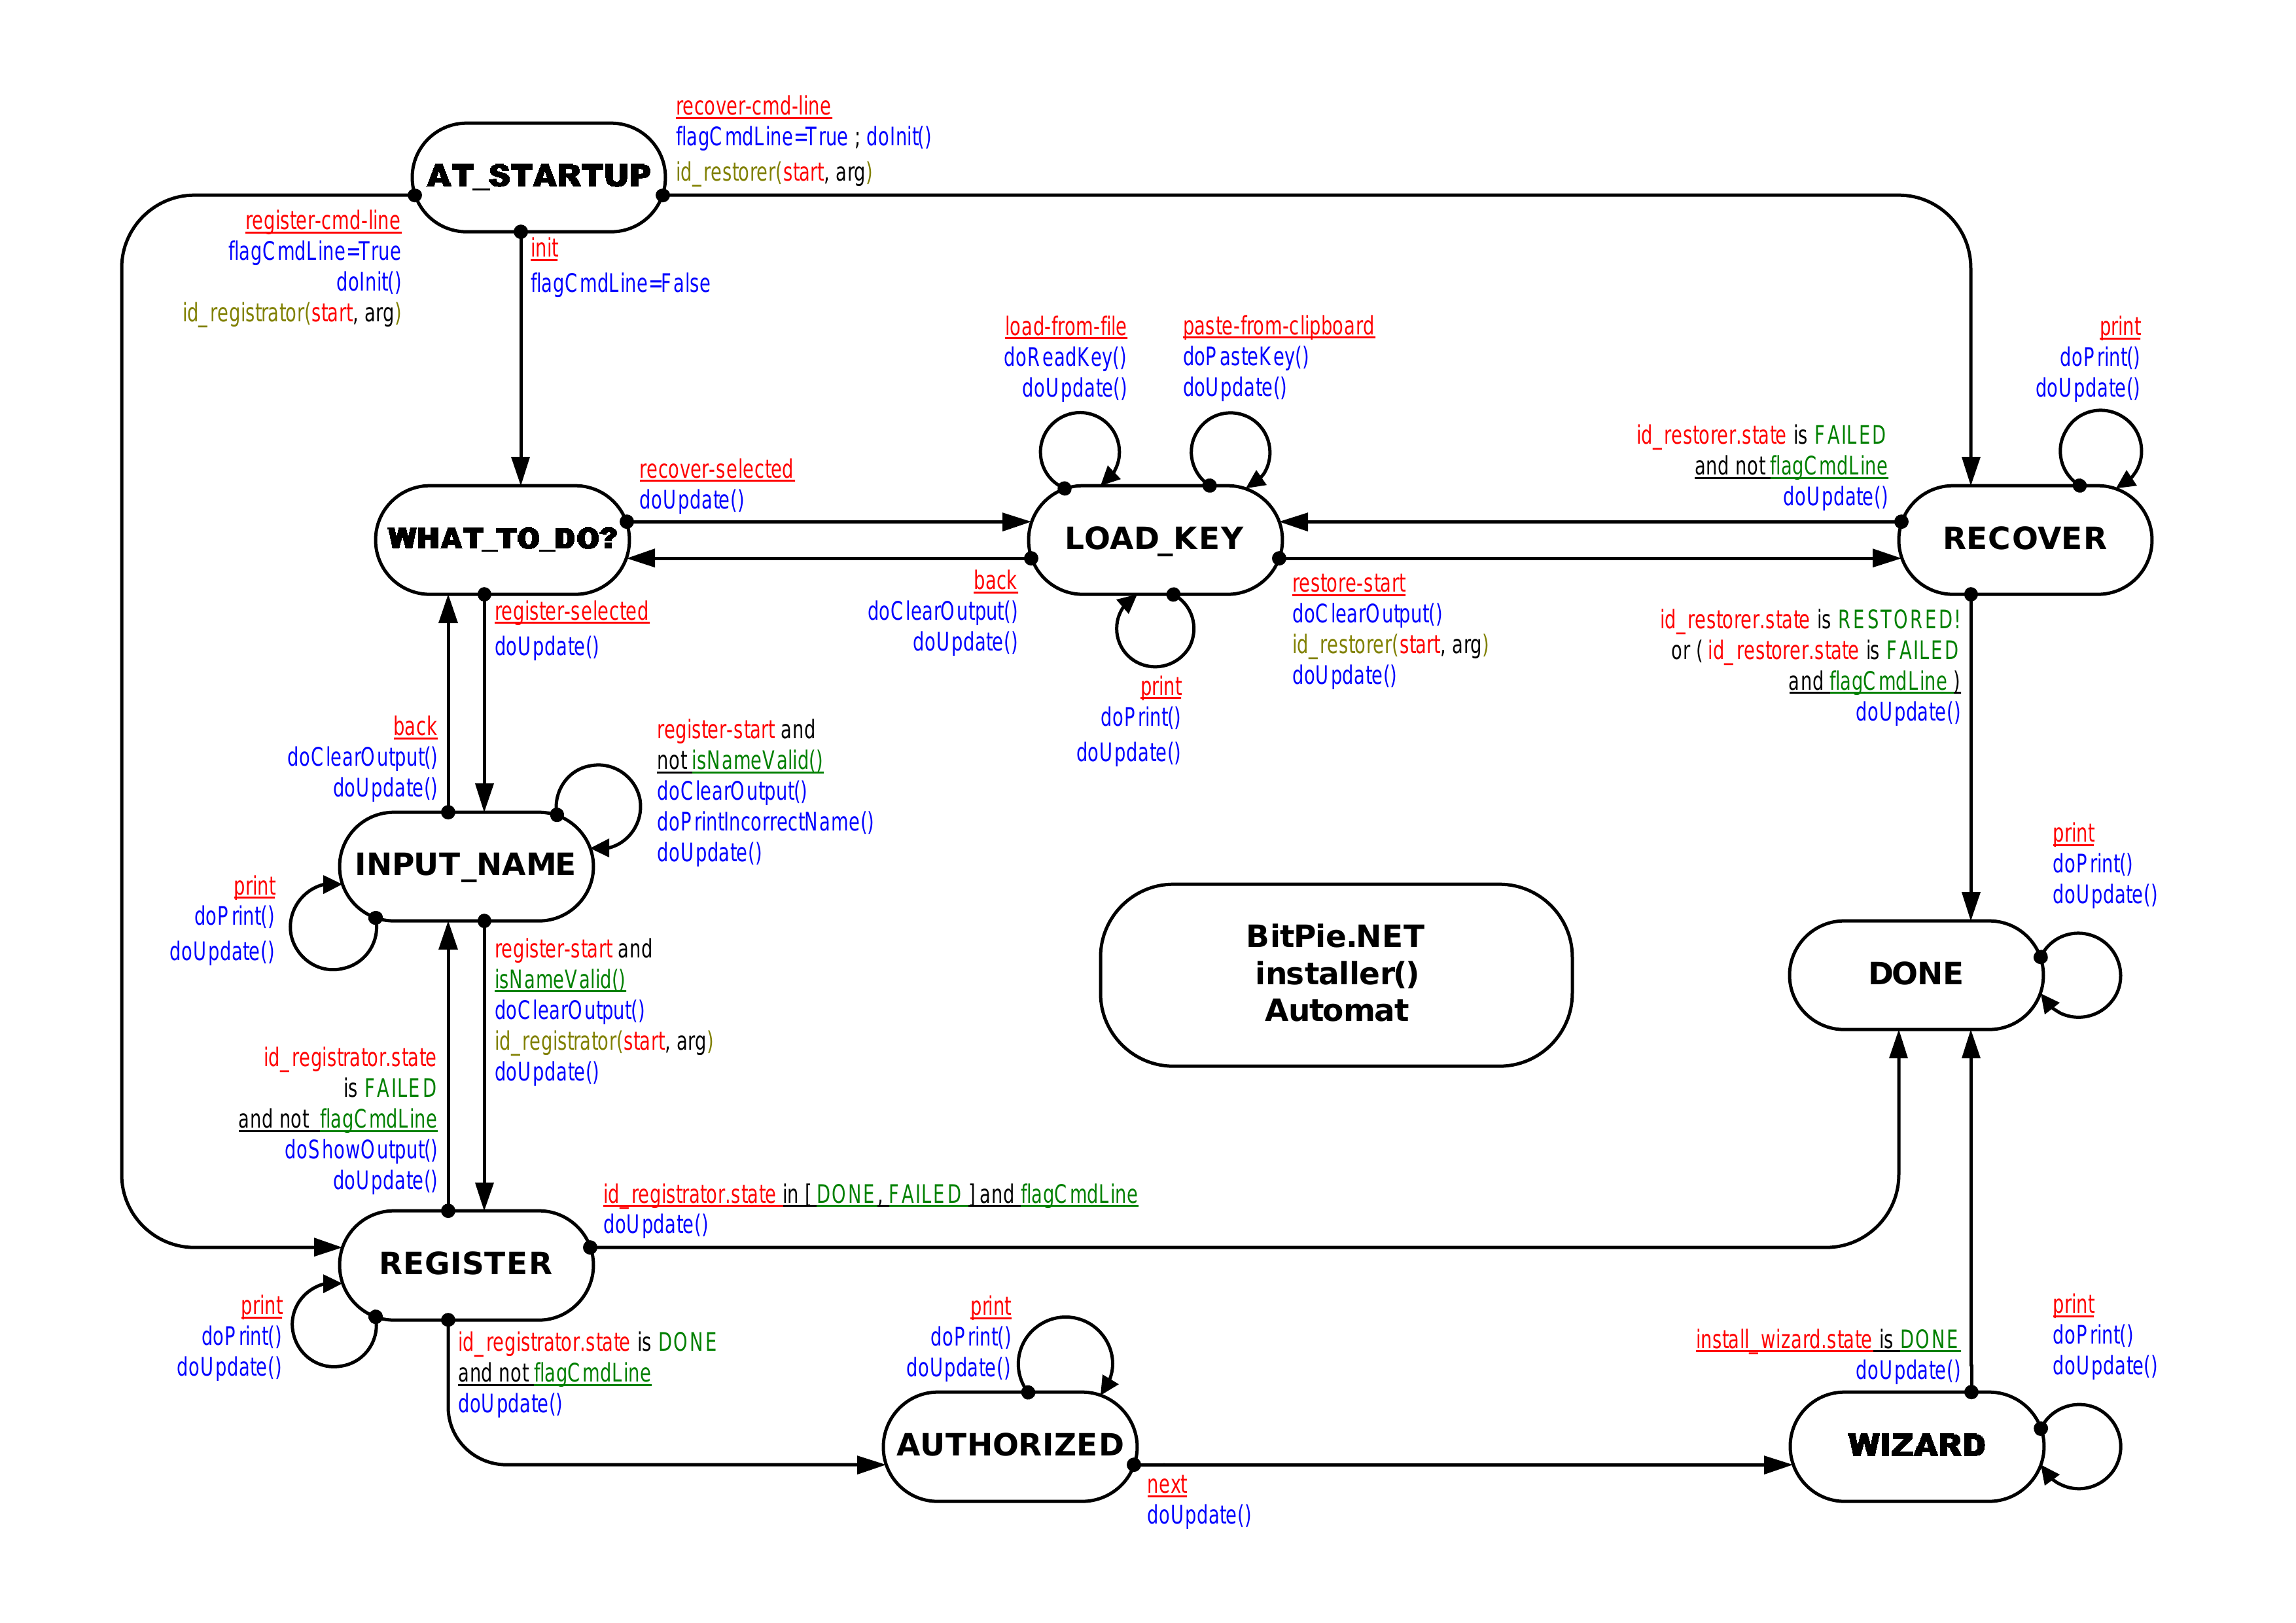 recover-cmd-line
flagCmdLine=True ; doInit()
id_restorer(start, arg)
AT_STARTUP
register-cmd-line
flagCmdLine=True
doInit()
id_registrator(start, arg)
init
flagCmdLine=False
load-from-file
doReadKey()
doUpdate()
paste-from-clipboard
doPasteKey()
doUpdate()
print
doPrint()
doUpdate()
id_restorer.state is FAILED
and not flagCmdLine
doUpdate()
recover-selected
doUpdate()
WHAT_TO_DO?
LOAD_KEY
RECOVER
back
doClearOutput()
doUpdate()
restore-start
doClearOutput()
id_restorer(start, arg)
doUpdate()
register-selected
doUpdate()
id_restorer.state is RESTORED!
or ( id_restorer.state is FAILED
and flagCmdLine )
doUpdate()
print
doPrint()
doUpdate()
back
doClearOutput()
doUpdate()
register-start and
not isNameValid()
doClearOutput()
doPrintIncorrectName()
doUpdate()
INPUT_NAME
print
doPrint()
doUpdate()
print
doPrint()
doUpdate()
BitPie.NET
installer()
Automat
DONE
register-start and
isNameValid()
doClearOutput()
id_registrator(start, arg)
doUpdate()
id_registrator.state
is FAILED
and not flagCmdLine
doShowOutput()
doUpdate()
id_registrator.state in [ DONE, FAILED ] and flagCmdLine
doUpdate()
REGISTER
print
doPrint()
doUpdate()
id_registrator.state is DONE
and not flagCmdLine
doUpdate()
print
doPrint()
doUpdate()
install_wizard.state is DONE
doUpdate()
print
doPrint()
doUpdate()
AUTHORIZED
WIZARD
next
doUpdate()